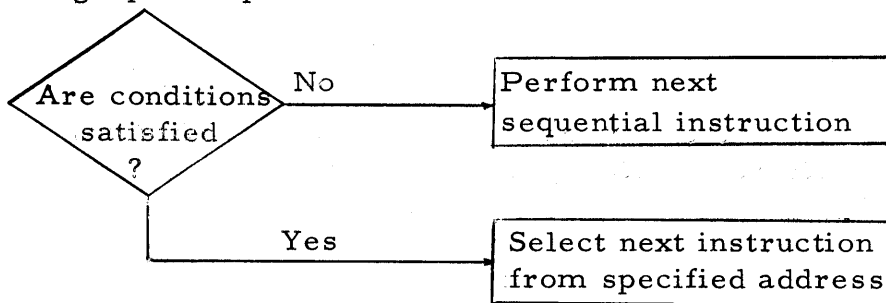 Are conditions
satisfied
?
No
Perform next
sequential instruction
Yes
Select next instruction
from specified address